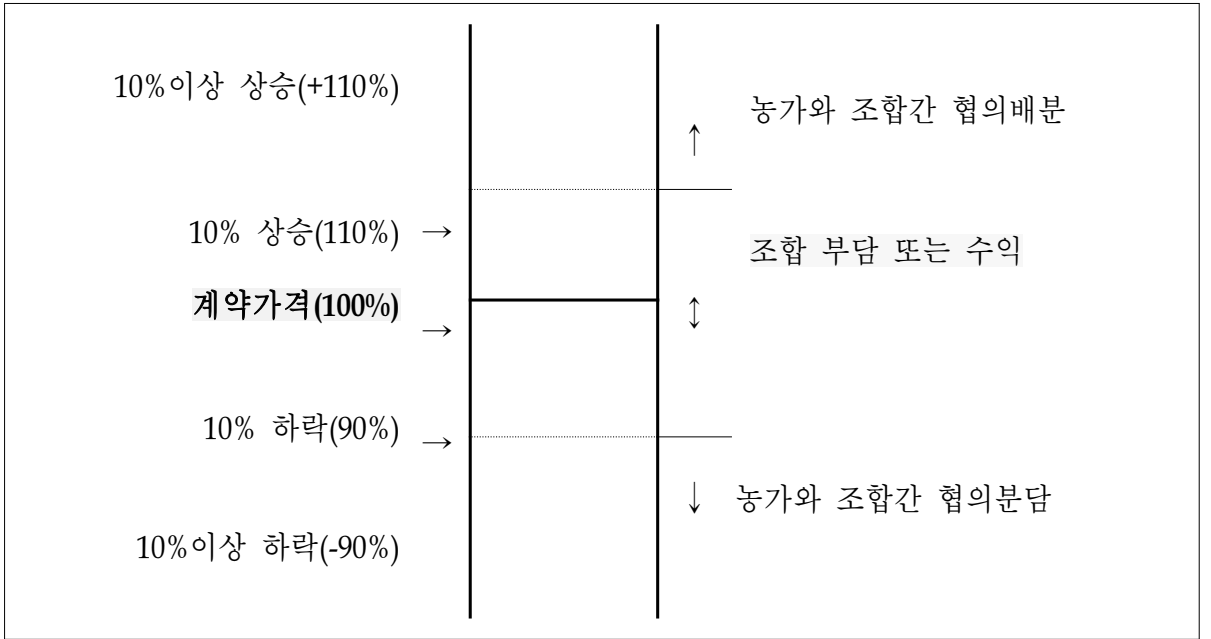 10%이상 상승(+110%)
농가와 조합간 협의배분
↑
10% 상승(110%) →
조합 부담 또는 수익
계약가격(100%) →
↕
10% 하락(90%) →
↓ 농가와 조합간 협의분담
10%이상 하락(-90%)